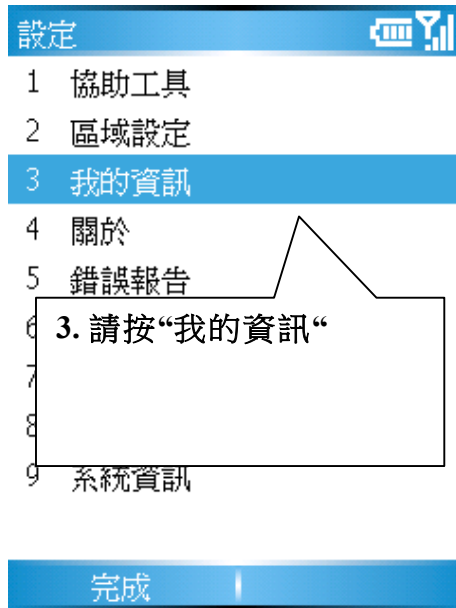 設定
1 協助工具
2 區域設定
3 我的資訊
4 關於
5 錯誤報告
3. 請按“我的資訊“
9 系統資訊
完成